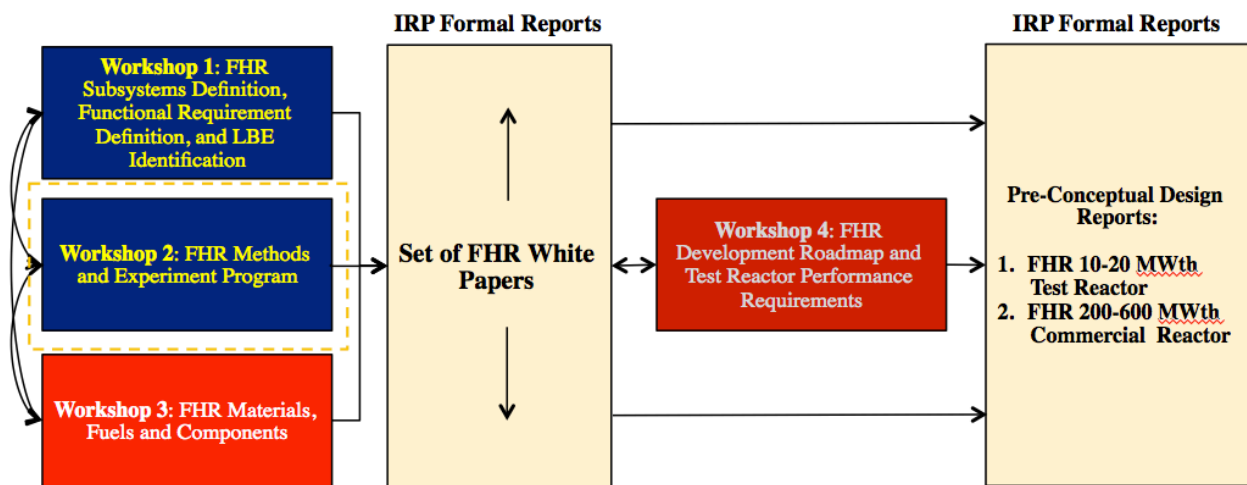 IRP Formal Reports
IRP Formal Reports
Workshop 1: FHR
Subsystems Definition,
Functional Requirement
Definition, and LBE
Identification
Workshop 2: FHR Methods
and Experiment Program
Workshop 3: FHR Materials,
Fuels and Components
Set of FHR White
Papers
Workshop 4: FHR
Development Roadmap and
Test Reactor Performance
Requirements
Pre-Conceptual Design
Reports:
1. FHR 10-20 MWth
Test Reactor
2. FHR 200-600 MWth
Commercial Reactor